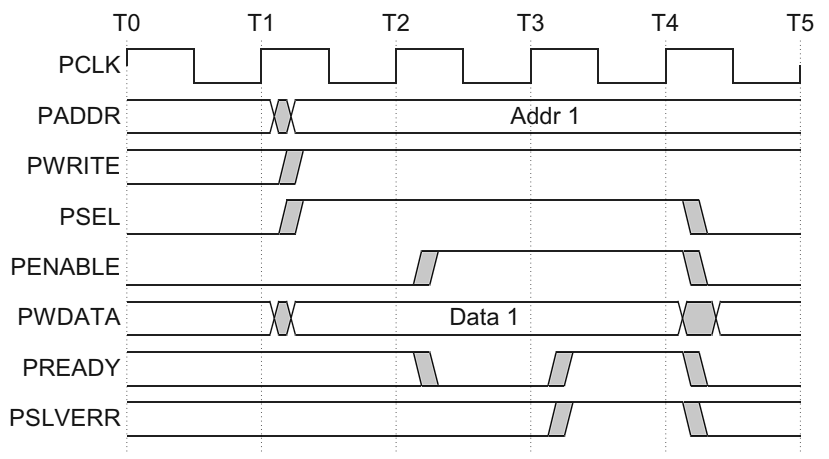 T0 T1 T2 T3 T4 T5
PCLK
PADDR Addr 1
PWRITE
PSEL
PENABLE
PWDATA Data 1
PREADY
PSLVERR